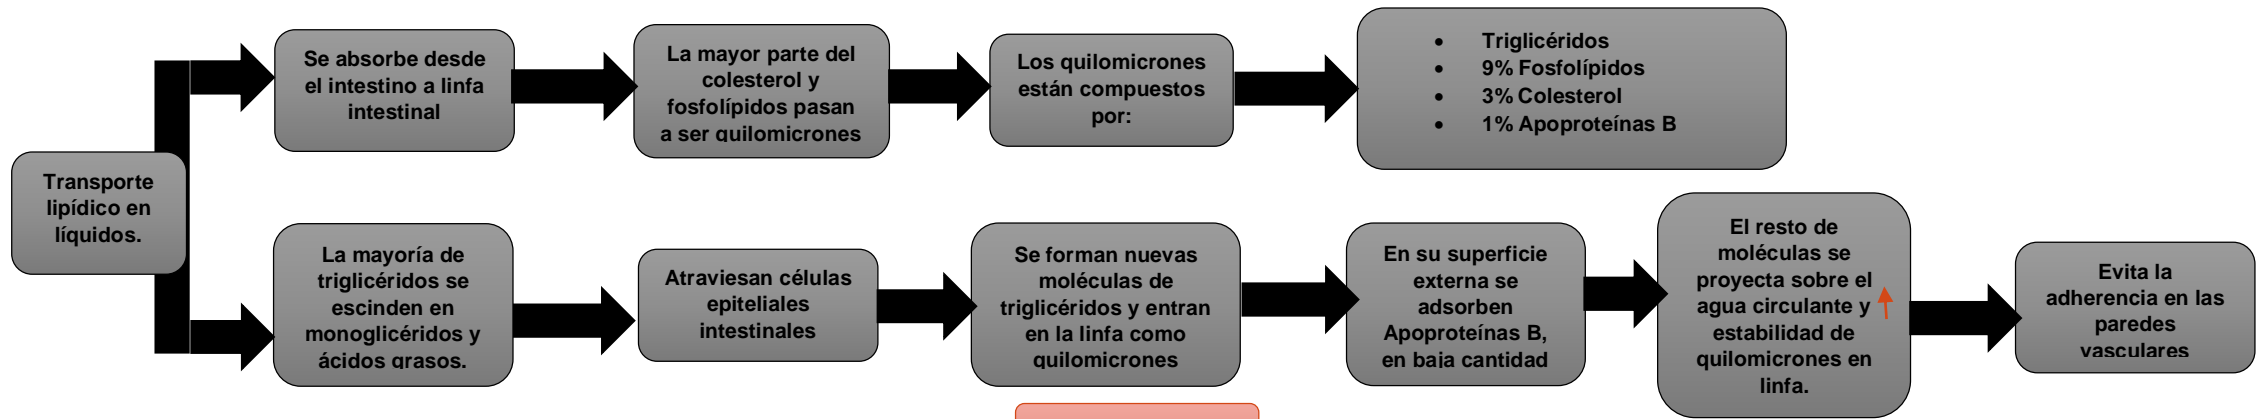 Transporte
lipídico en
líquidos.
Se absorbe desde
el intestino a linfa
intestinal
La mayor parte del
colesterol y
fosfolípidos pasan
a ser quilomicrones
Los quilomicrones
están compuestos
por:
• Triglicéridos
• 9% Fosfolípidos
• 3% Colesterol
• 1% Apoproteínas B
La mayoría de
triglicéridos se
escinden en
monoglicéridos y
ácidos grasos.
Atraviesan células
epiteliales
intestinales
Se forman nuevas
moléculas de
triglicéridos y entran
en la linfa como
quilomicrones
En su superficie
externa se
adsorben
Apoproteínas B,
en baja cantidad
El resto de
moléculas se
proyecta sobre el
agua circulante y
estabilidad de
quilomicrones en
linfa.
Evita la
adherencia en las
paredes
vasculares